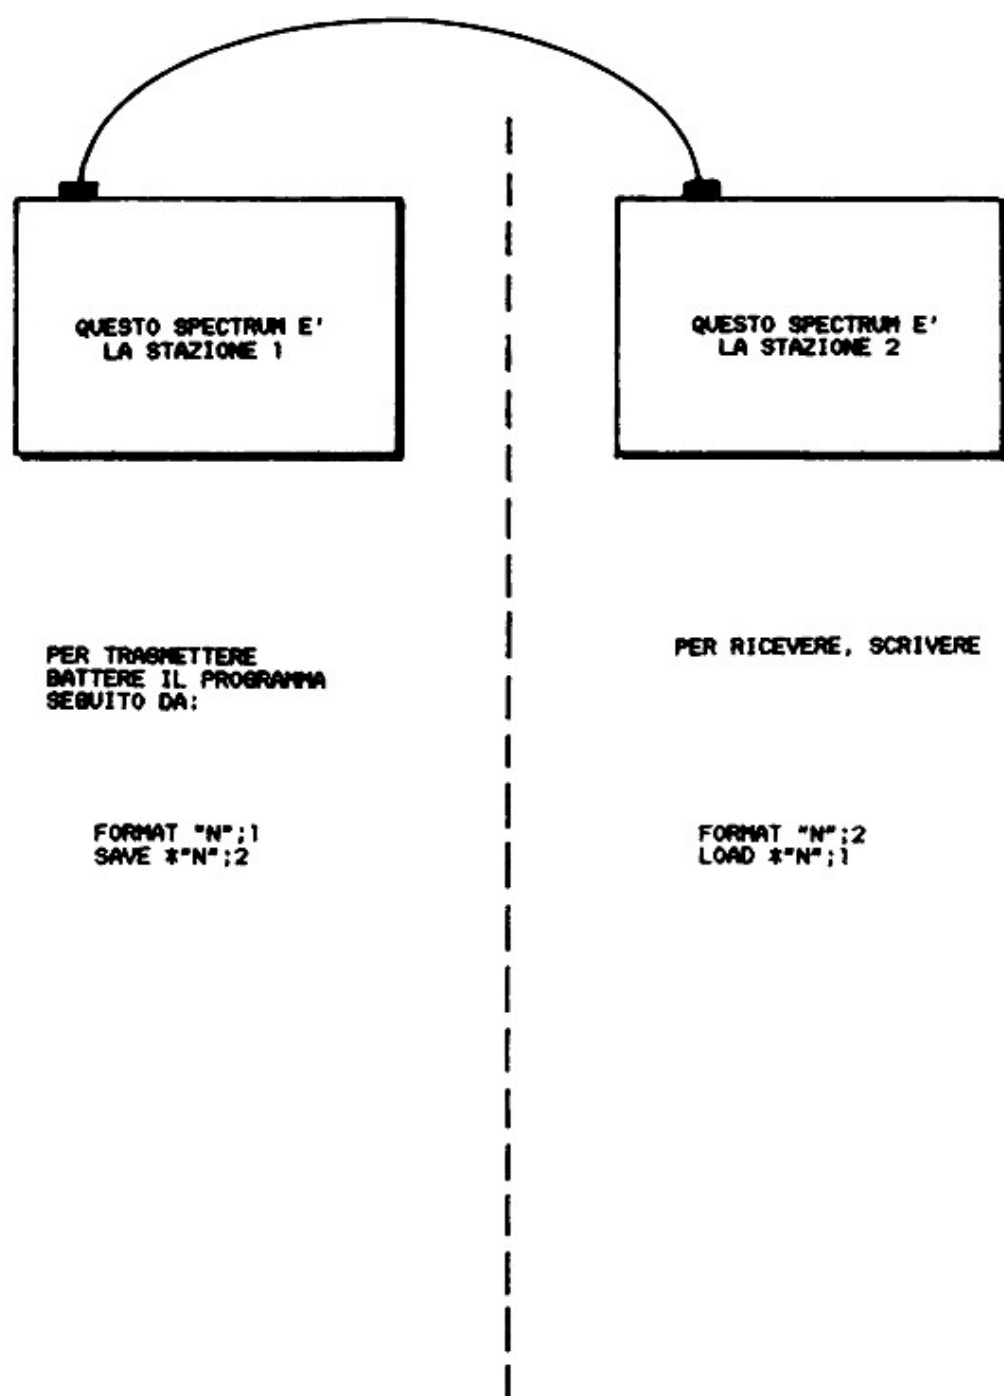 QUESTO SPECTRUM E'
LA STAZIONE 1
QUESTO SPECTRUM E'
LA STAZIONE 2
PER TRASMETTERE
BATTERE IL PROGRAMMA
SEGUITO DA:
FORMAT "N";1
SAVE *"N";2
PER RICEVERE, SCRIVERE
FORMAT "N";2
LOAD *"N";1